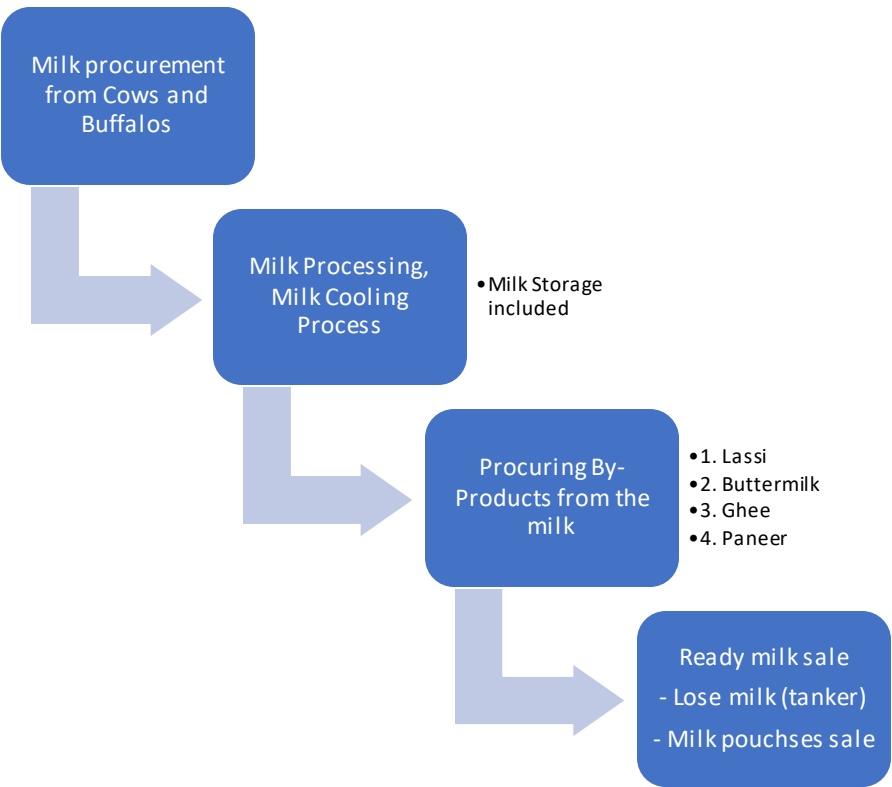 Milk procurement
from Cows and
Buffalos
Milk Processing,
Milk Cooling
Process
•Milk Storage
included
Procuring By-
Products from the
milk
•1. Lassi
•2. Buttermilk
•3. Ghee
•4. Paneer
Ready milk sale
- Lose milk (tanker)
- Milk pouchses sale